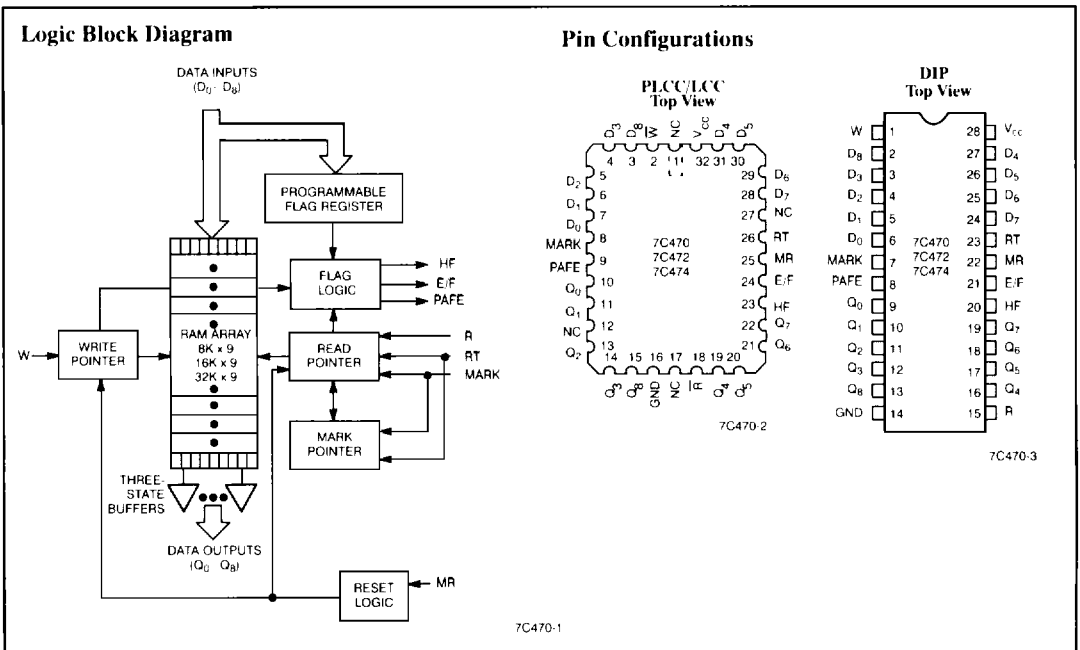 Logic Block Diagram
DATA INPUTS
(D0- D8)
PROGRAMMABLE
FLAG REGISTER
FLAG
LOGIC
HF
E/F
PAFE
RAM ARRAY
8K x 9
16K x 9
32K x 9
W
WRITE
POINTER
READ
POINTER
R
RT
MARK
MARK
POINTER
THREE-
STATE
BUFFERS
DATA OUTPUTS
(Q0 Q8)
RESET
LOGIC
MR
7C470-1
Pin Configurations
PLCC/LCC
Top View
D3 D8 W NC VCC D4 D5
4 3 2 1 32 31 30
D2 5 29 D6
D1 6 28 D7
D0 7 27 NC
MARK 8 26 RT
PAFE 9 25 MR
Q0 10 24 E/F
Q1 11 23 HF
NC 12 22 Q7
Q2 13 21 Q6
7C470
7C472
7C474
14 15 16 17 18 19 20
Q3 Q8 GND NC R Q4 Q5
7C470-2
DIP
Top View
W 1 28 VCC
D8 2 27 D4
D3 3 26 D5
D2 4 25 D6
D1 5 24 D7
D0 6 7C470 23 RT
MARK 7 7C472 22 MR
PAFE 8 7C474 21 E/F
Q0 9 20 HF
Q1 10 19 Q7
Q2 11 18 Q6
Q3 12 17 Q5
Q8 13 16 Q4
GND 14 15 R
7C470-3